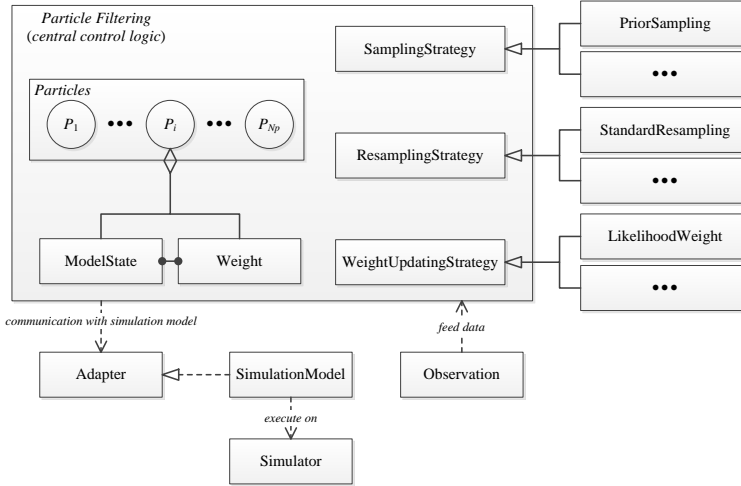 Particle Filtering
(central control logic)
Particles
P1 ••• Pi ••• PNp
ModelState
Weight
SamplingStrategy
ResamplingStrategy
WeightUpdatingStrategy
PriorSampling
•••
StandardResampling
•••
LikelihoodWeight
•••
communication with simulation model
feed data
Adapter
SimulationModel
Observation
execute on
Simulator